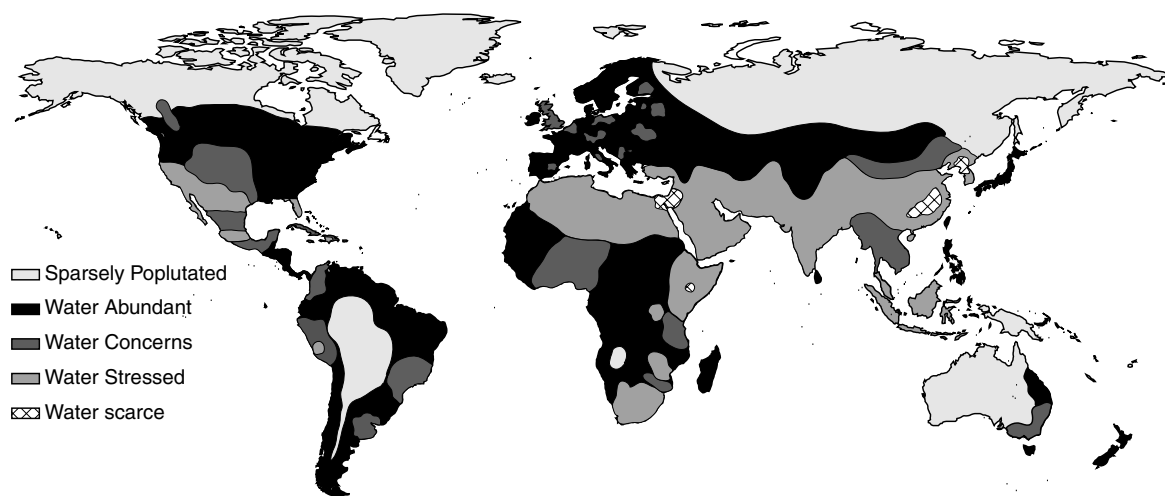 Sparsely Poplutated
Water Abundant
Water Concerns
Water Stressed
Water scarce